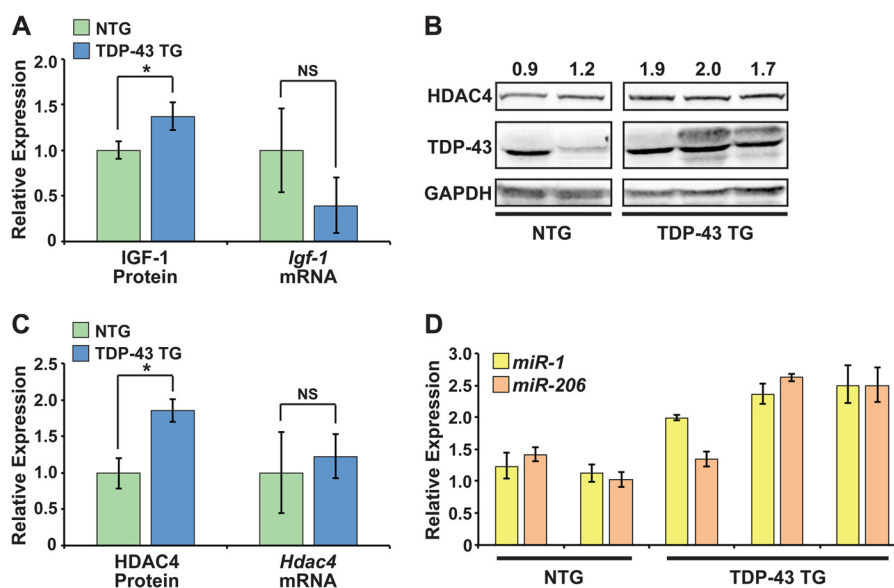 A
NTG
TDP-43 TG
Relative Expression
2.0
1.5
1.0
0.5
0
*
NS
IGF-1
Protein
Igf-1
mRNA
B
0.9 1.2 1.9 2.0 1.7
HDAC4
TDP-43
GAPDH
NTG TDP-43 TG
C
NTG
TDP-43 TG
Relative Expression
2.5
2.0
1.5
1.0
0.5
0
*
NS
HDAC4
Protein
Hdac4
mRNA
D
miR-1
miR-206
Relative Expression
3.0
2.5
2.0
1.5
1.0
0.5
0
NTG TDP-43 TG